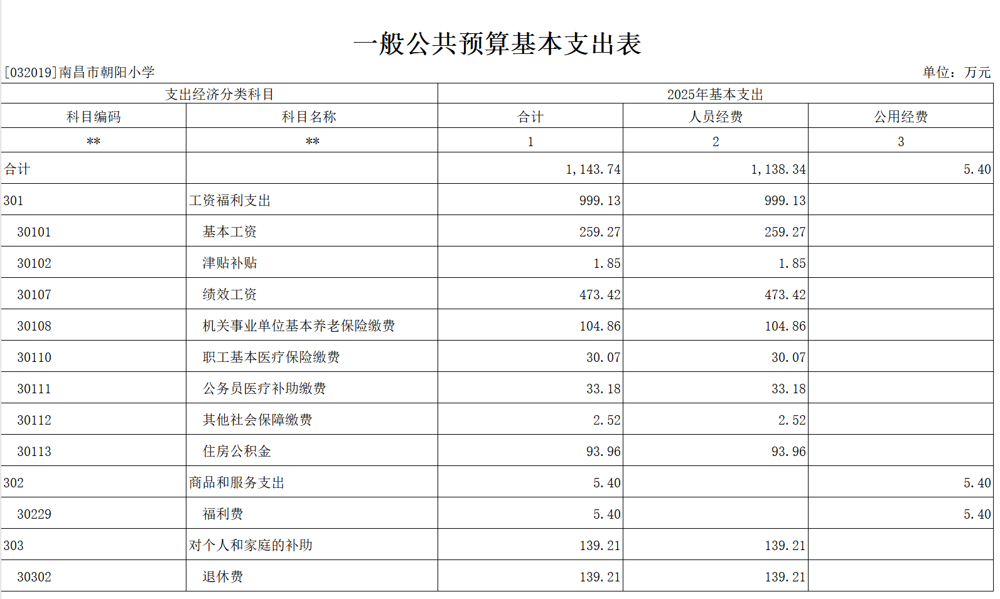 一般公共预算基本支出表
[032019]南昌市朝阳小学 单位：万元
支出经济分类科目 2025年基本支出
科目编码 科目名称 合计 人员经费 公用经费
** ** 1 2 3
合计 1,143.74 1,138.34 5.40
301 工资福利支出 999.13 999.13
30101 基本工资 259.27 259.27
30102 津贴补贴 1.85 1.85
30107 绩效工资 473.42 473.42
30108 机关事业单位基本养老保险缴费 104.86 104.86
30110 职工基本医疗保险缴费 30.07 30.07
30111 公务员医疗补助缴费 33.18 33.18
30112 其他社会保障缴费 2.52 2.52
30113 住房公积金 93.96 93.96
302 商品和服务支出 5.40 5.40
30229 福利费 5.40 5.40
303 对个人和家庭的补助 139.21 139.21
30302 退休费 139.21 139.21